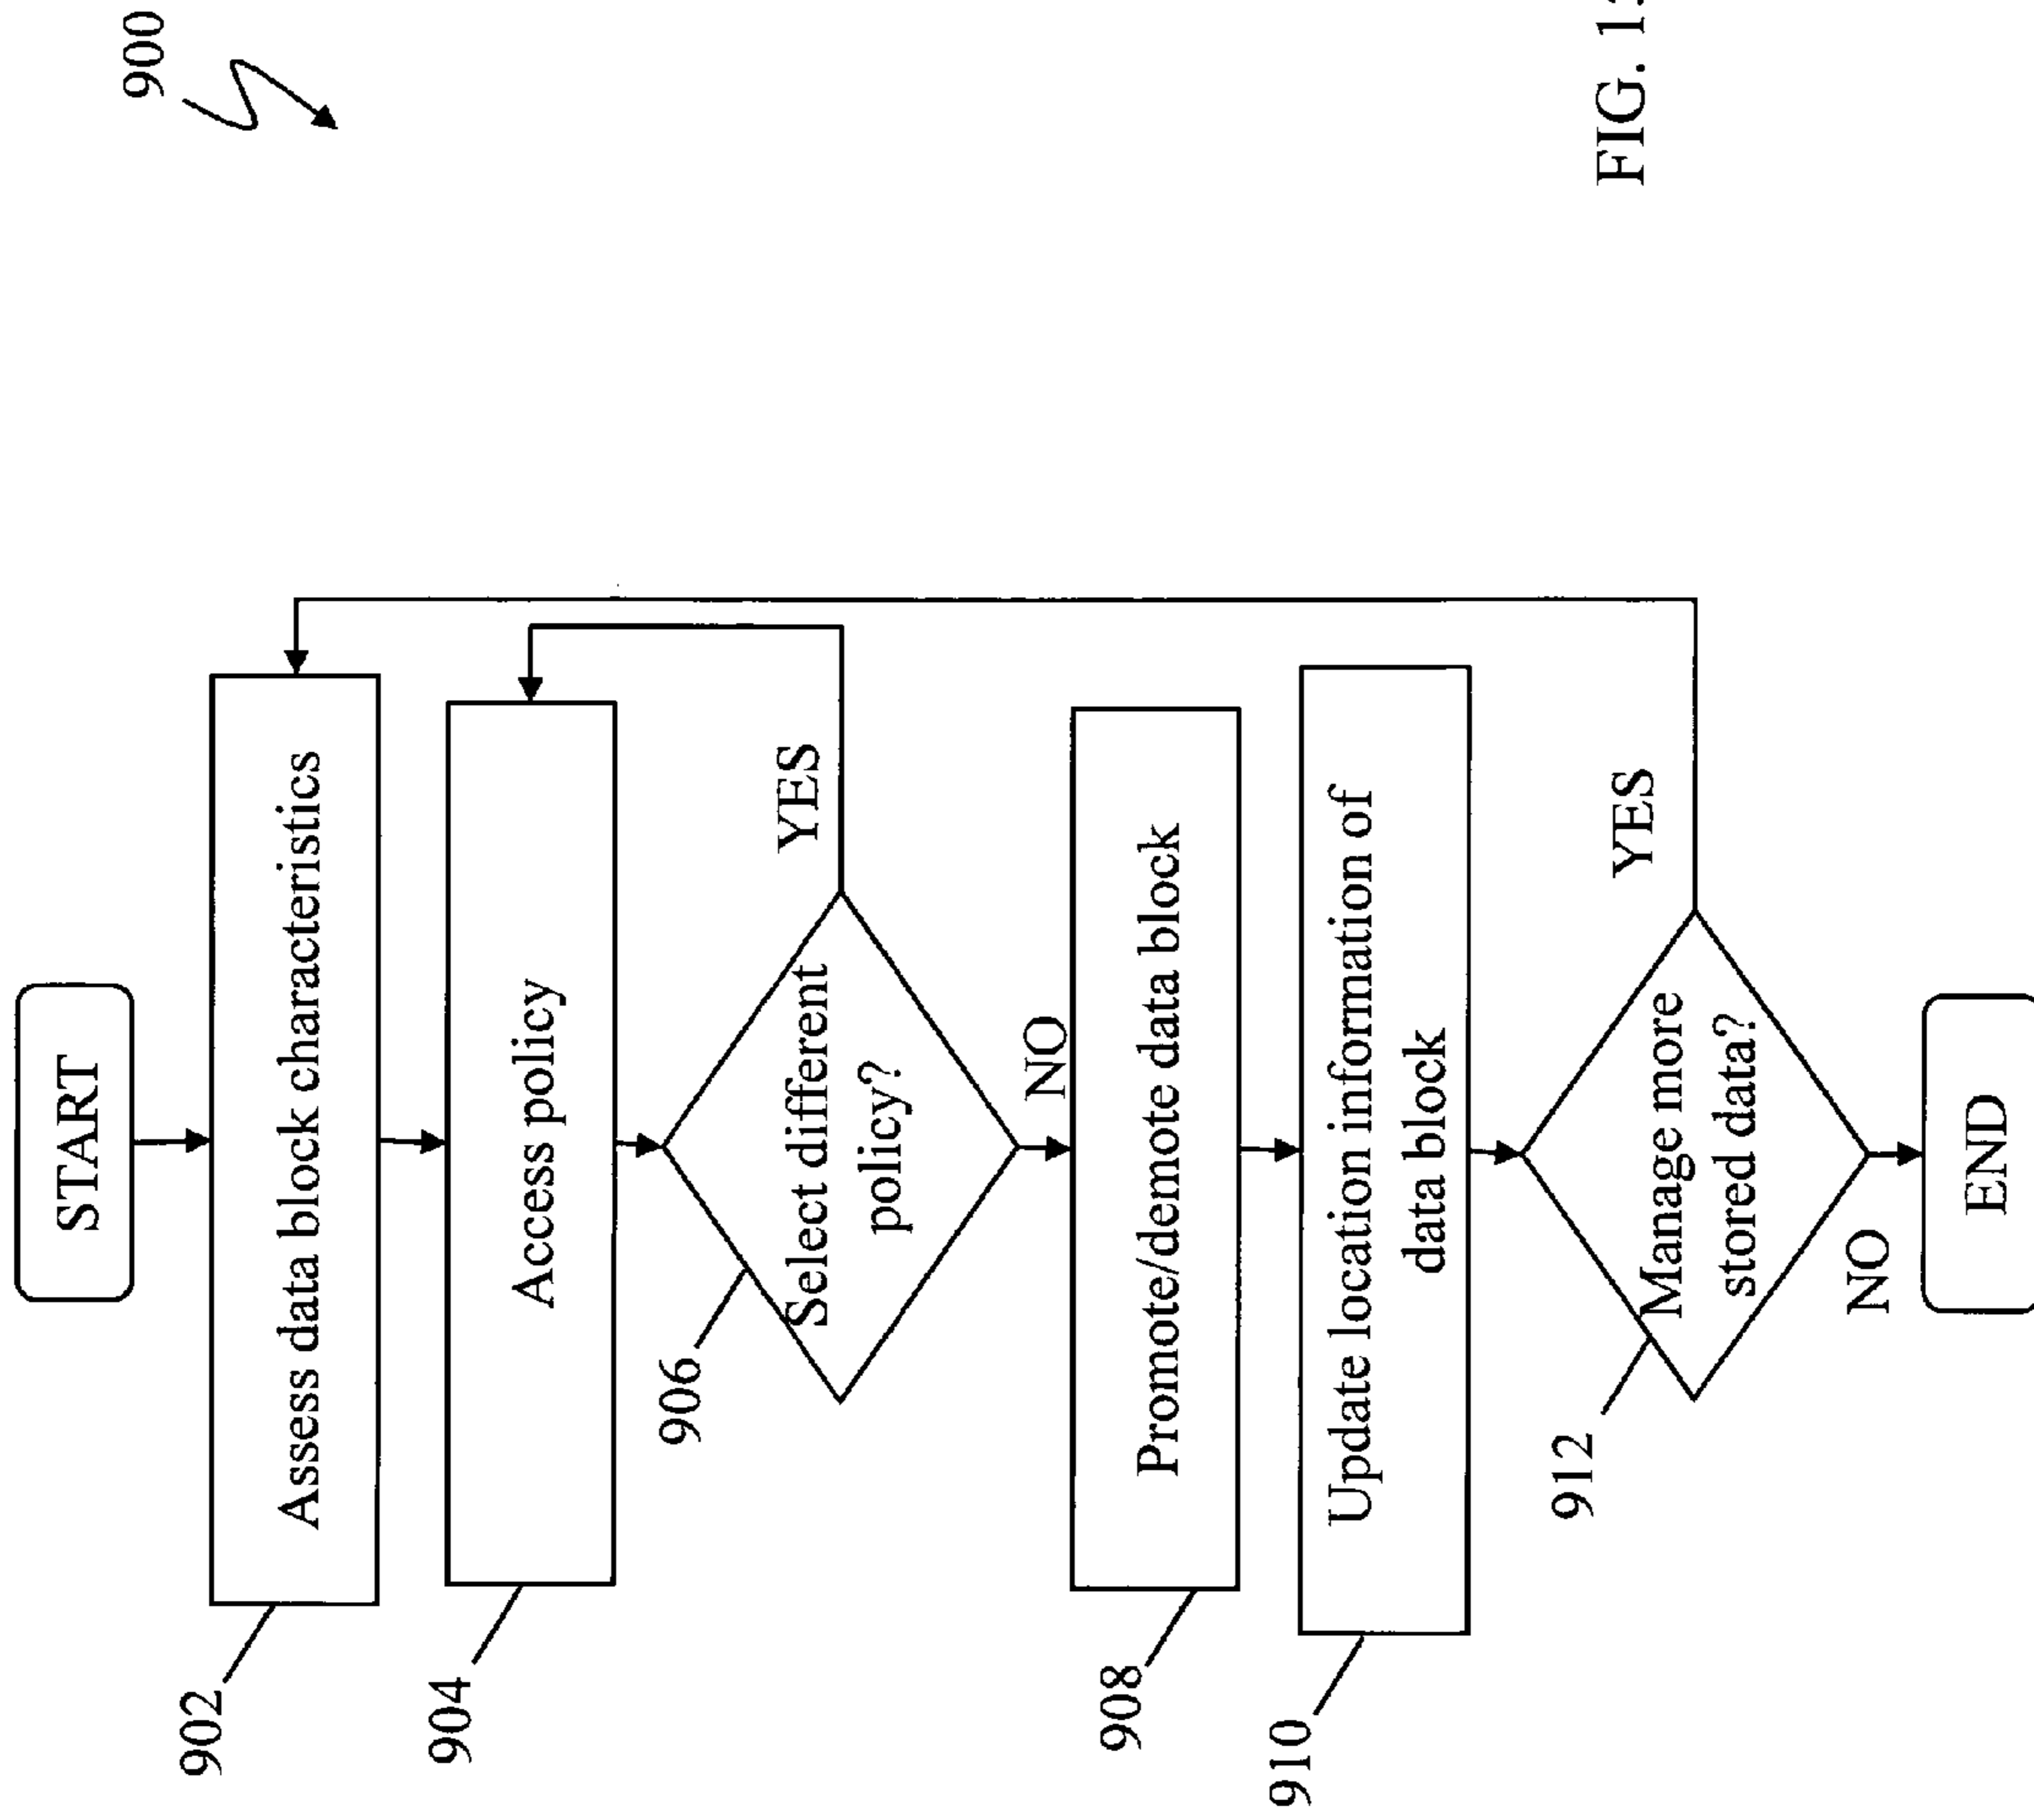 900
START
902
Assess data block characteristics
904
Access policy
906
Select different
policy?
YES
NO
908
Promote/demote data block
910
Update location information of
data block
912
Manage more
stored data?
YES
NO
END
FIG.